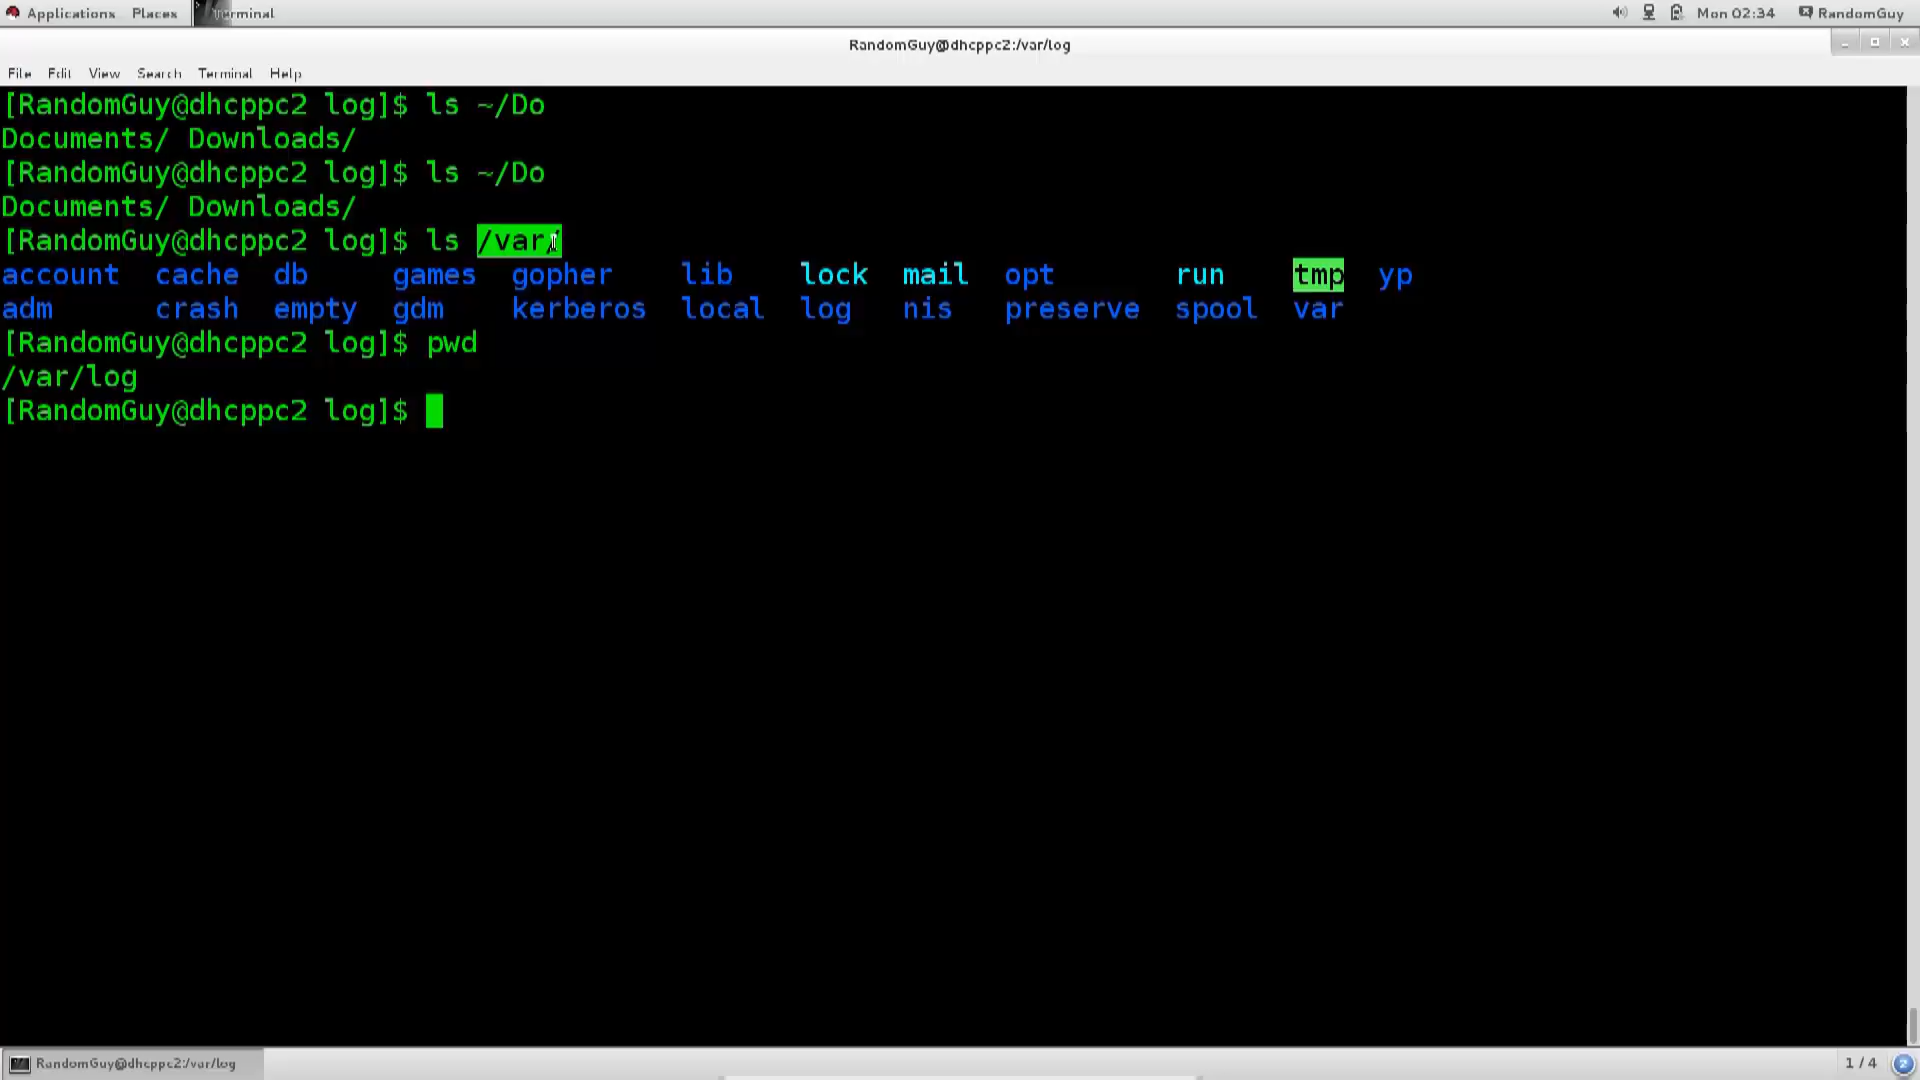 Applications Places Terminal Mon 02:34 RandomGuy
RandomGuy@dhcppc2:/var/log
File Edit View Search Terminal Help
[RandomGuy@dhcppc2 log]$ ls ~/Do
Documents/ Downloads/
[RandomGuy@dhcppc2 log]$ ls ~/Do
Documents/ Downloads/
[RandomGuy@dhcppc2 log]$ ls /var/
account cache db games gopher lib lock mail opt run tmp yp
adm crash empty gdm kerberos local log nis preserve spool var
[RandomGuy@dhcppc2 log]$ pwd
/var/log
[RandomGuy@dhcppc2 log]$
RandomGuy@dhcppc2:/var/log 1 / 4 2